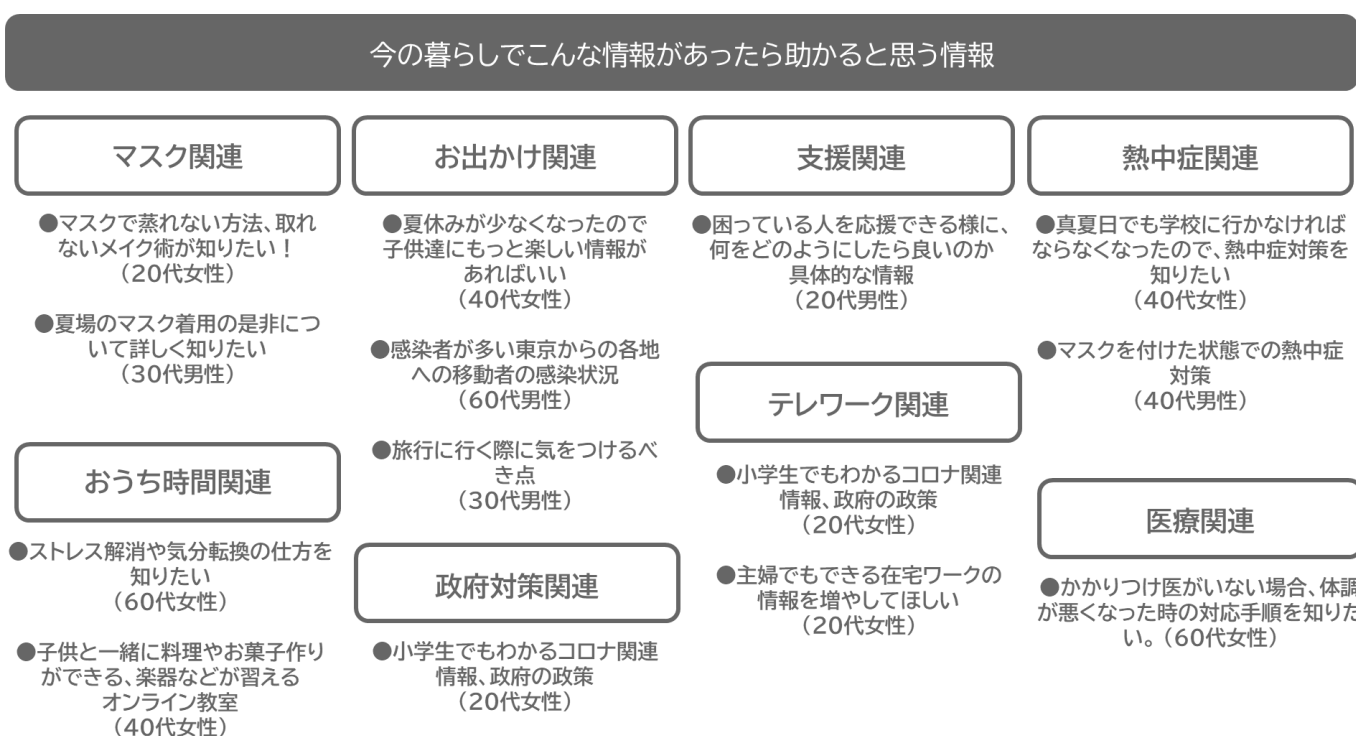 今の暮らしでこんな情報があったら助かると思う情報
マスク関連
●マスクで蒸れない方法、取れ
ないメイク術が知りたい！
（20代女性）
●夏場のマスク着用の是非につ
いて詳しく知りたい
（30代男性）
おうち時間関連
●ストレス解消や気分転換の仕方を
知りたい
（60代女性）
●子供と一緒に料理やお菓子作り
ができる、楽器などが習える
オンライン教室
（40代女性）
お出かけ関連
●夏休みが少なくなったので
子供達にもっと楽しい情報が
あればいい
（40代女性）
●感染者が多い東京からの各地
への移動者の感染状況
（60代男性）
●旅行に行く際に気をつけるべ
き点
（30代男性）
政府対策関連
●小学生でもわかるコロナ関連
情報、政府の政策
（20代女性）
支援関連
●困っている人を応援できる様に、
何をどのようにしたら良いのか
具体的な情報
（20代男性）
テレワーク関連
●小学生でもわかるコロナ関連
情報、政府の政策
（20代女性）
●主婦でもできる在宅ワークの
情報を増やしてほしい
（20代女性）
熱中症関連
●真夏日でも学校に行かなければ
ならなくなったので、熱中症対策を
知りたい
（40代女性）
●マスクを付けた状態での熱中症
対策
（40代男性）
医療関連
●かかりつけ医がいない場合、体調
が悪くなった時の対応手順を知りた
い。（60代女性）